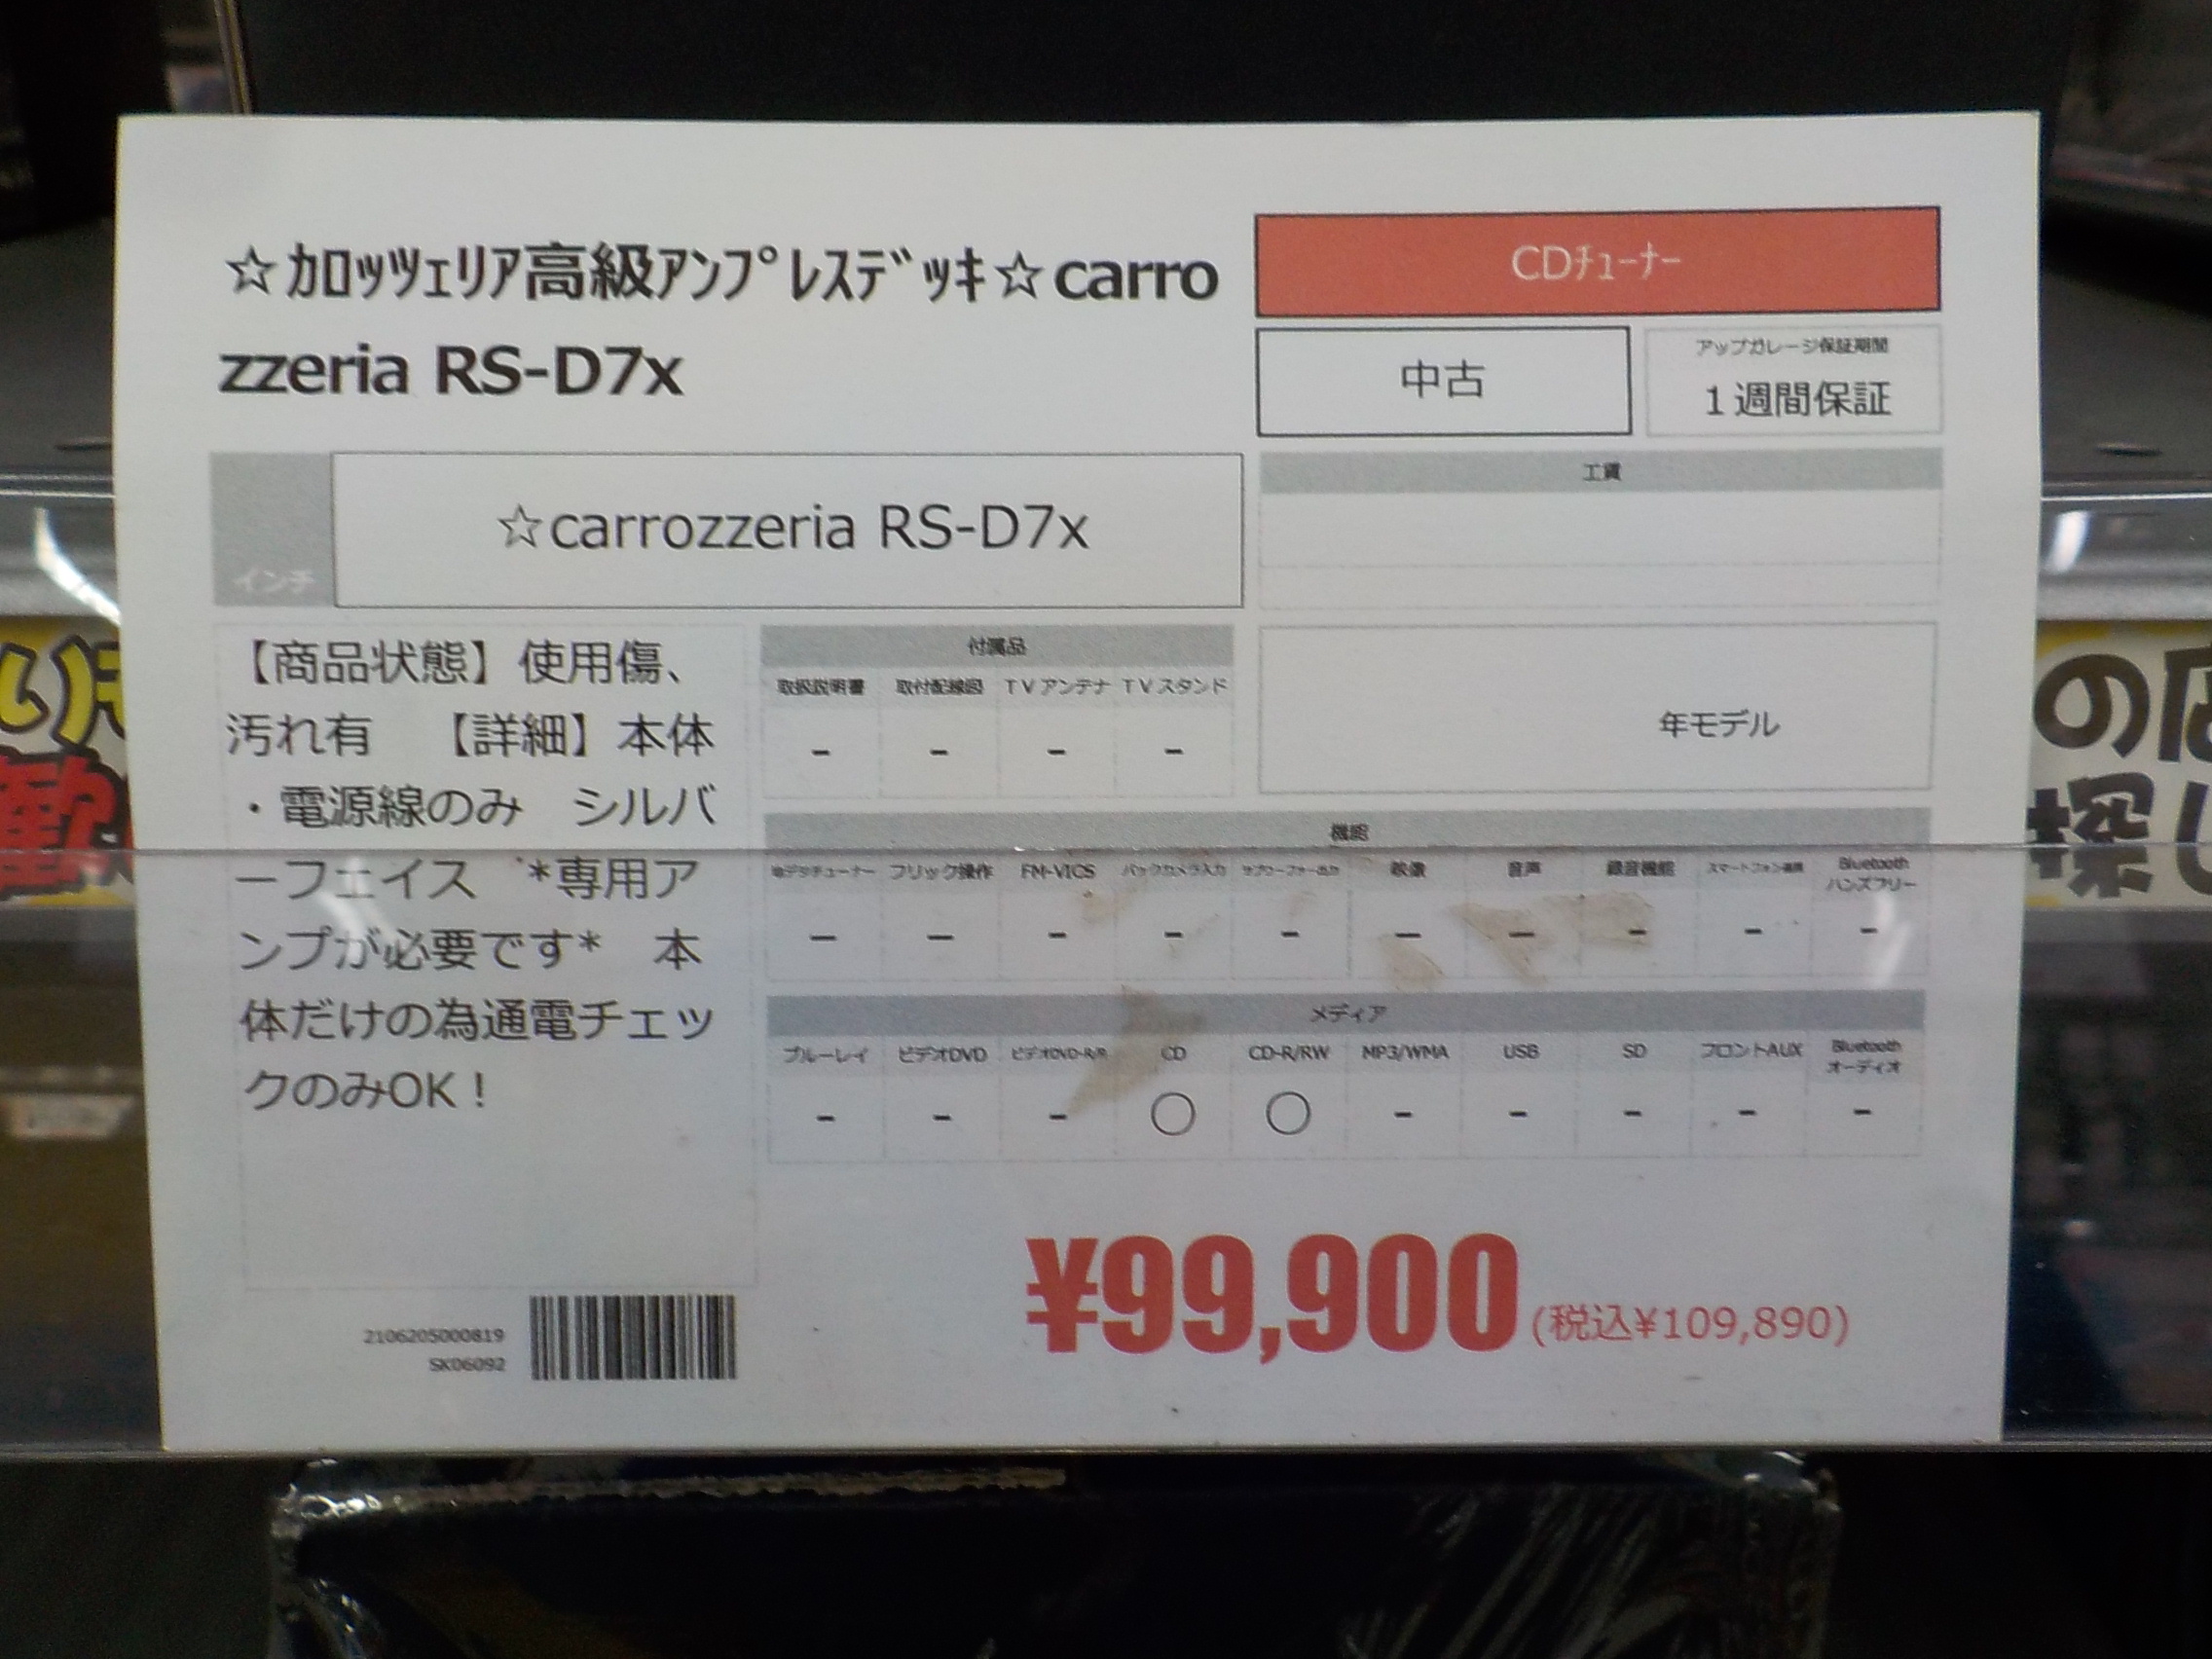 ☆ｶﾛｯﾂｪﾘｱ高級ｱﾝﾌﾟﾚｽﾃﾞｯｷ☆carro
zzeria RS-D7x
CDﾁｭｰﾅｰ
中古
アップガレージ保証期間
1週間保証
インチ
☆carrozzeria RS-D7x
工賃
【商品状態】使用傷、
汚れ有　【詳細】本体
・電源線のみ　シルバ
ーフェイス　*専用ア
ンプが必要です*　本
体だけの為通電チェッ
クのみOK！
付属品
取扱説明書 取付配線図 ＴＶアンテナ ＴＶスタンド
- - - -
年モデル
機能
地デジチューナー フリック操作 FM-VICS バックカメラ入力 サブウーファー出力 映像 音声 録音機能 スマートフォン連携 Bluetooth
ハンズフリー
- - - - - - - - - -
メディア
ブルーレイ ビデオDVD ビデオDVD-R/R CD CD-R/RW MP3/WMA USB SD フロントAUX Bluetooth
オーディオ
- - - ○ ○ - - - - -
¥99,900 (税込¥109,890)
2106205000819
SK06092
の店
探し